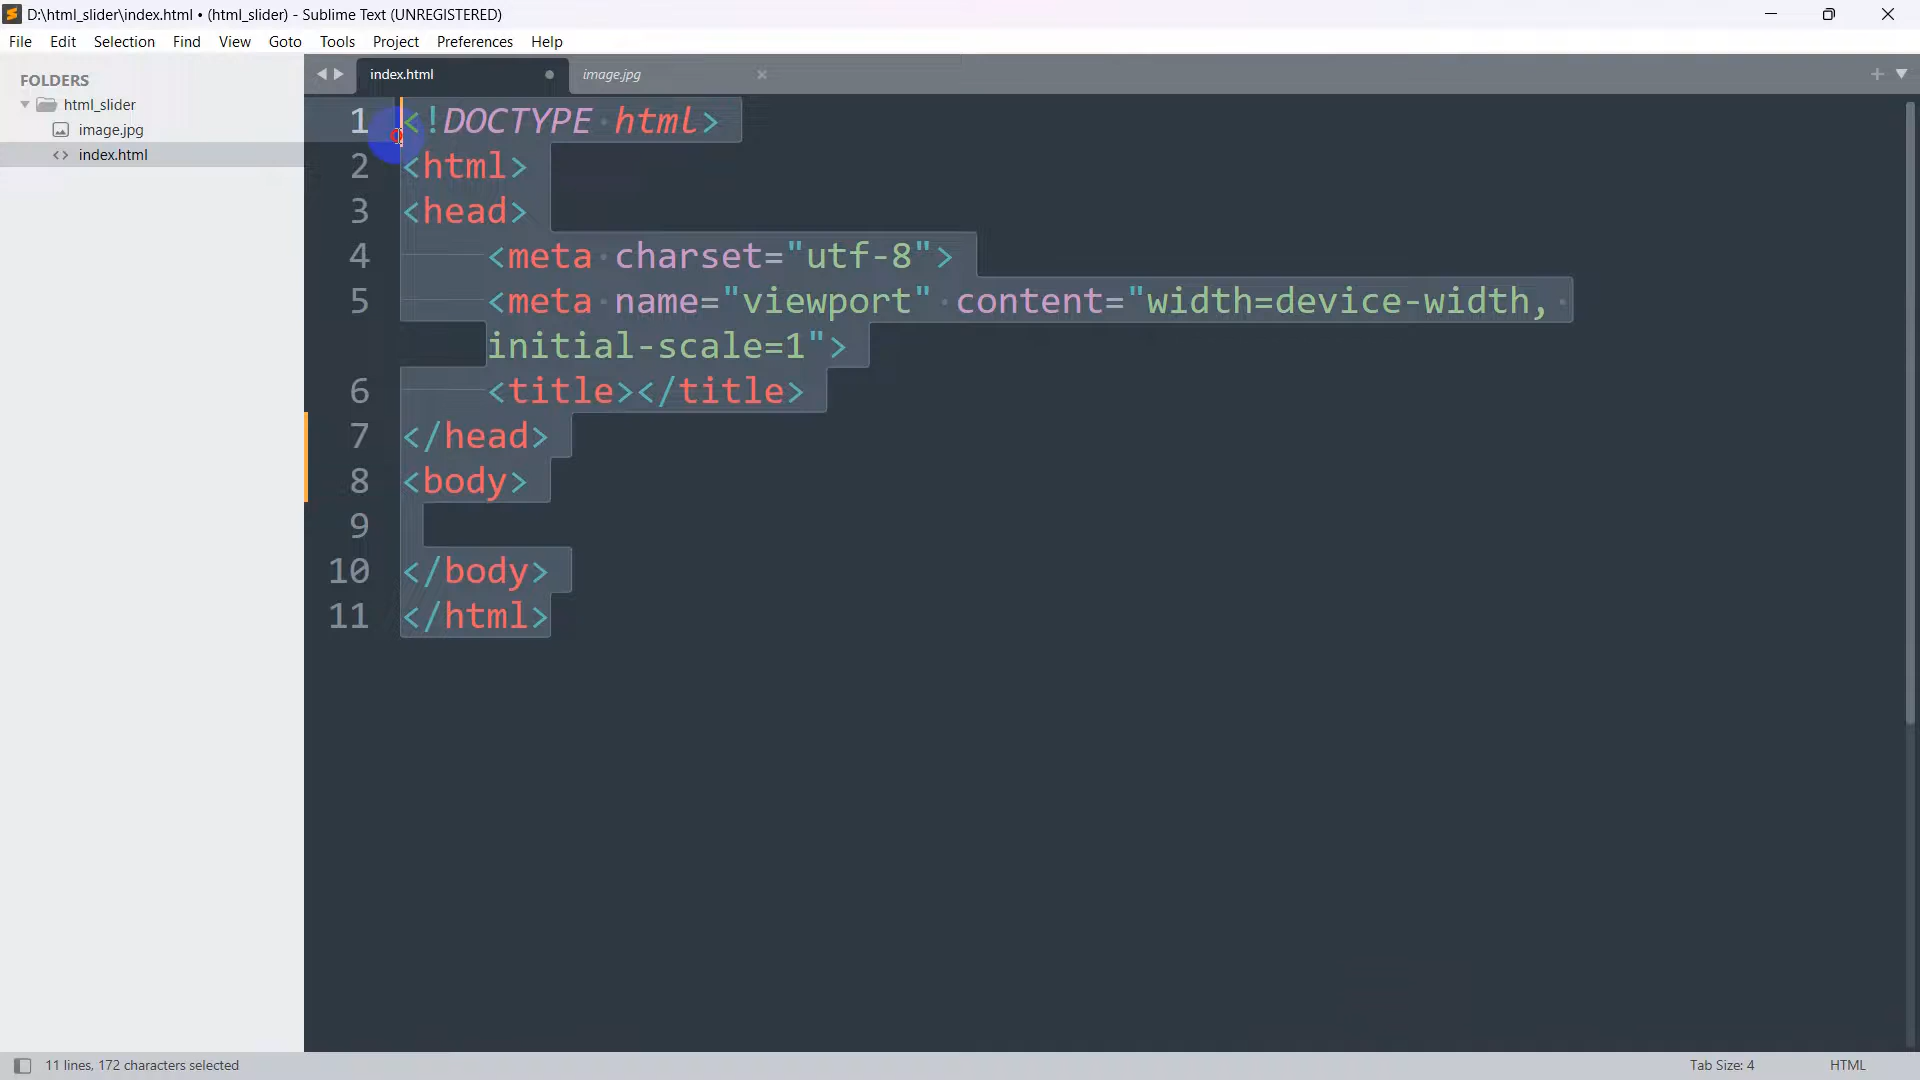 D:\html_slider\index.html • (html_slider) - Sublime Text (UNREGISTERED)
File Edit Selection Find View Goto Tools Project Preferences Help
FOLDERS
html_slider
image.jpg
index.html
index.html image.jpg
1 <!DOCTYPE html>
2 <html>
3 <head>
4 <meta charset="utf-8">
5 <meta name="viewport" content="width=device-width,
initial-scale=1">
6 <title></title>
7 </head>
8 <body>
9
10 </body>
11 </html>
11 lines, 172 characters selected
Tab Size: 4 HTML